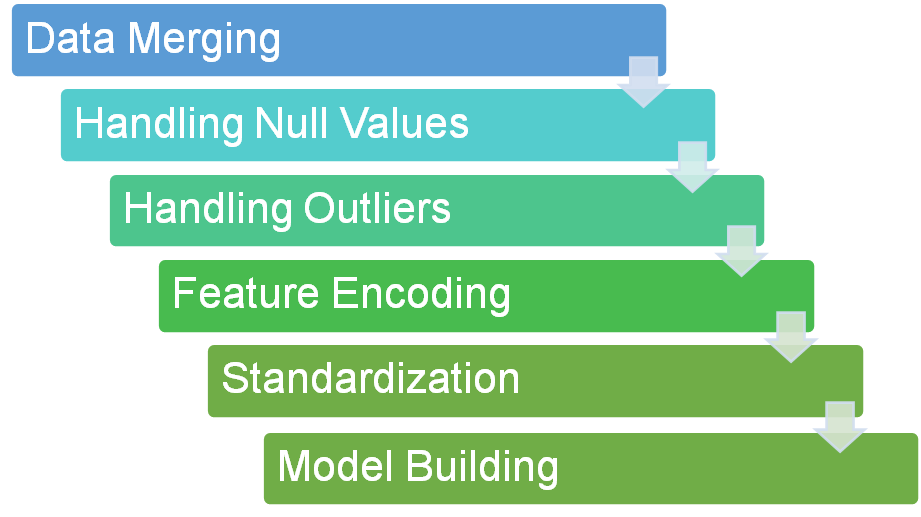 Data Merging
Handling Null Values
Handling Outliers
Feature Encoding
Standardization
Model Building